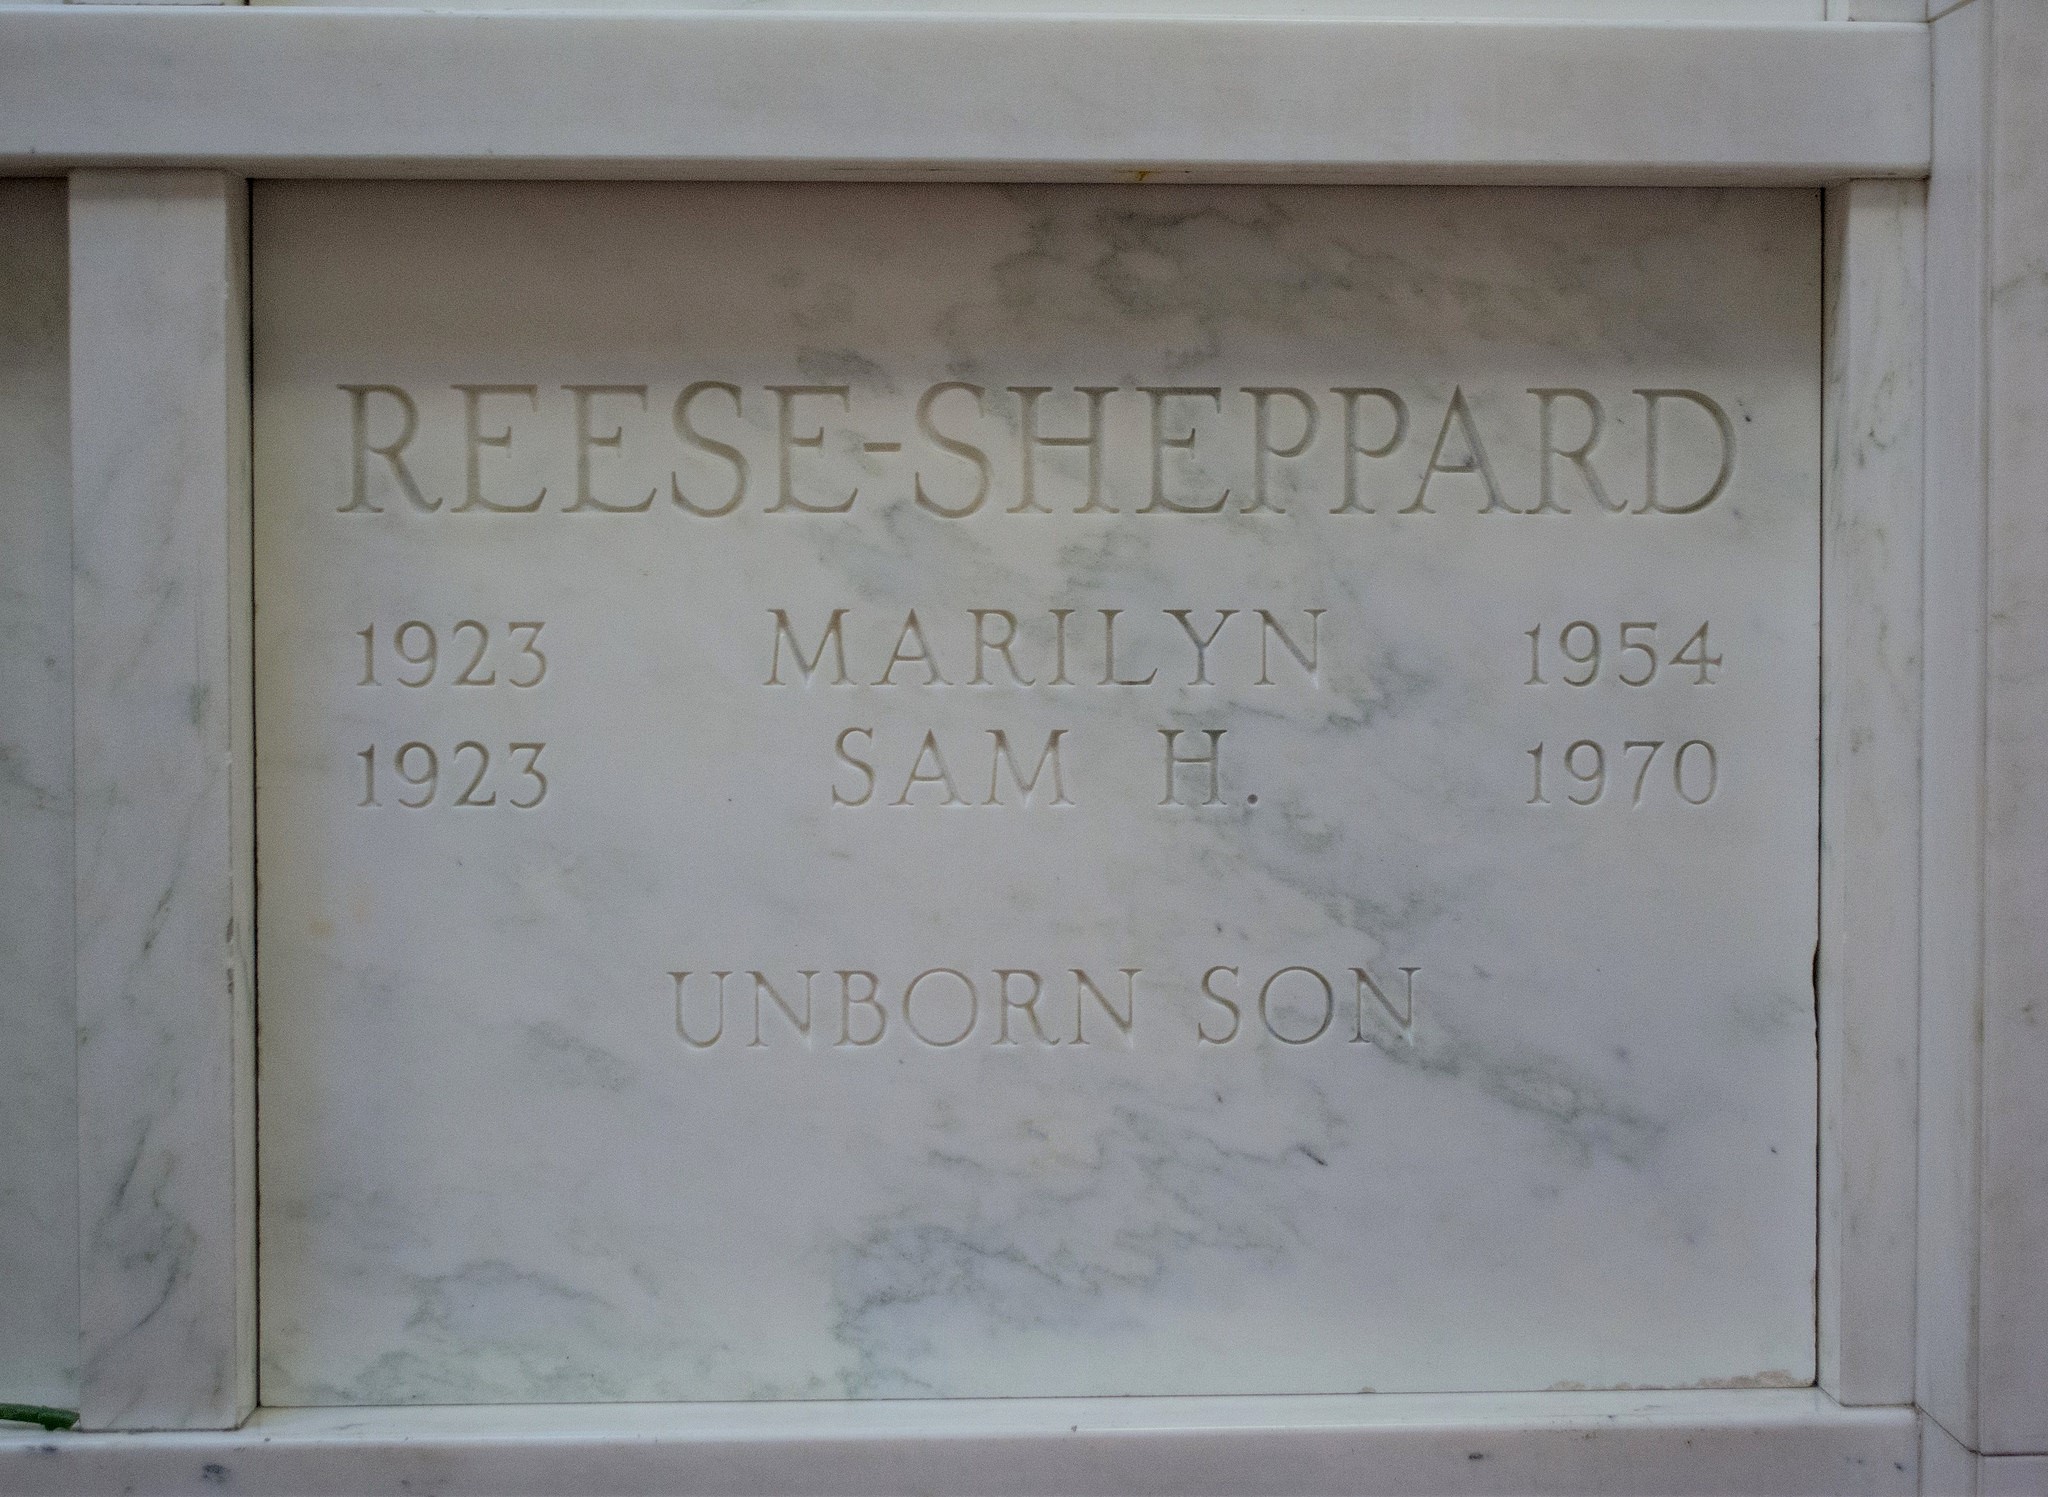 REESE-SHEPPARD
1923 MARILYN 1954
1923 SAM H. 1970
UNBORN SON